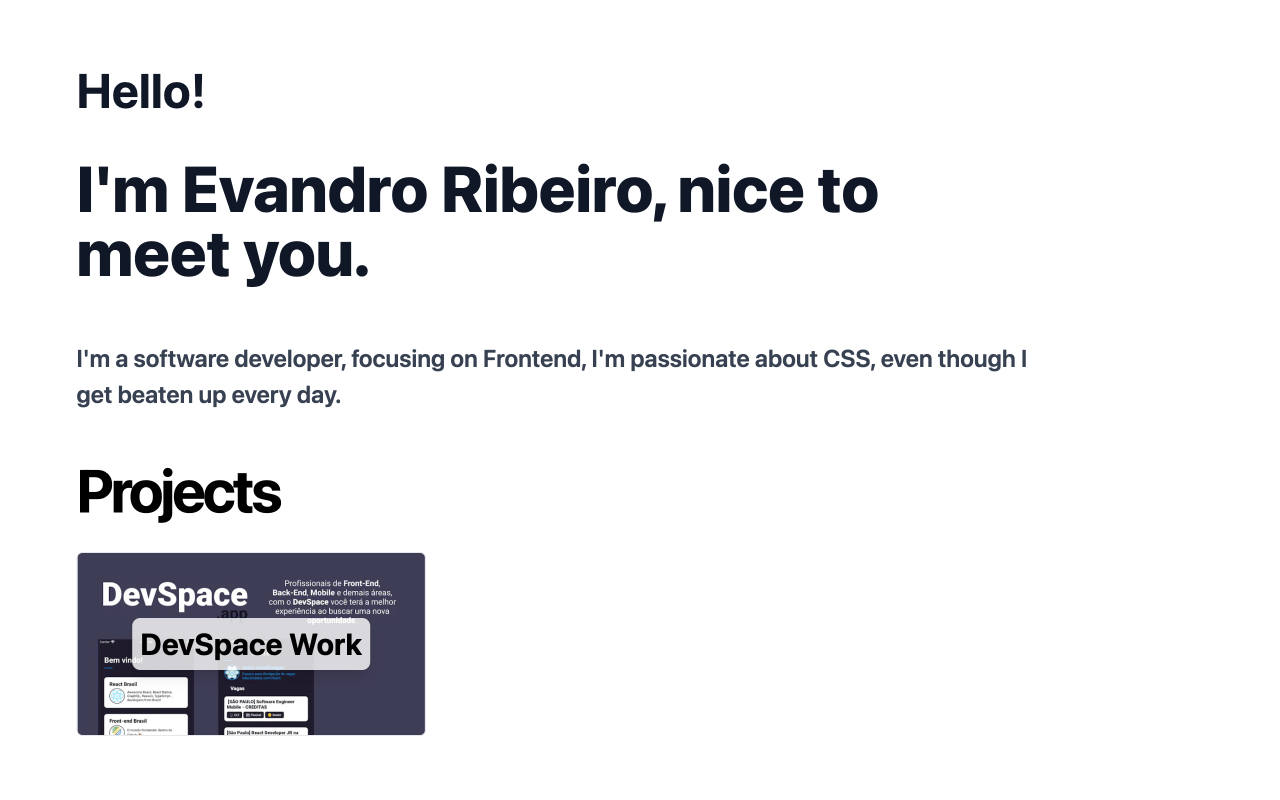 Hello!
I'm Evandro Ribeiro, nice to
meet you.
I'm a software developer, focusing on Frontend, I'm passionate about CSS, even though I
get beaten up every day.
Projects
DevSpace
.app
Profissionais de Front-End,
Back-End, Mobile e demais áreas,
com o DevSpace você terá a melhor
experiência ao buscar uma nova
oportunidade
DevSpace Work
Bem vindo!
React Brasil
Front-end Brasil
Vagas
[SÃO PAULO] Software Engineer
Mobile - CREDITAS
CLT
Pleno
[São Paulo] React Developer JR na